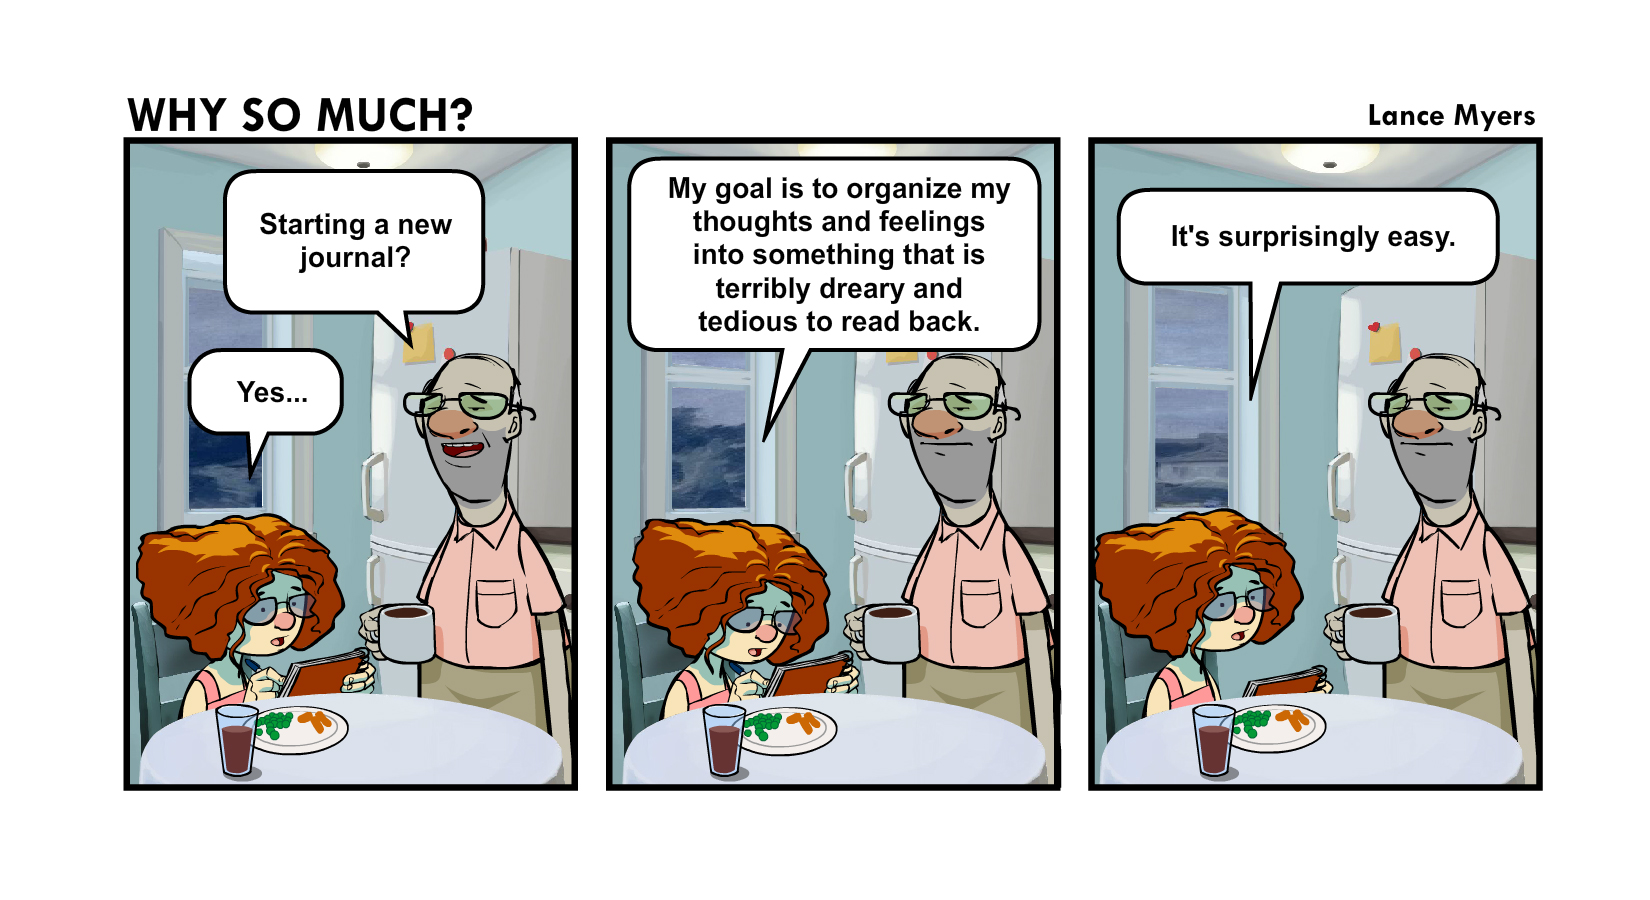 WHY SO MUCH?
Lance Myers
Starting a new
journal?
Yes...
My goal is to organize my
thoughts and feelings
into something that is
terribly dreary and
tedious to read back.
It's surprisingly easy.